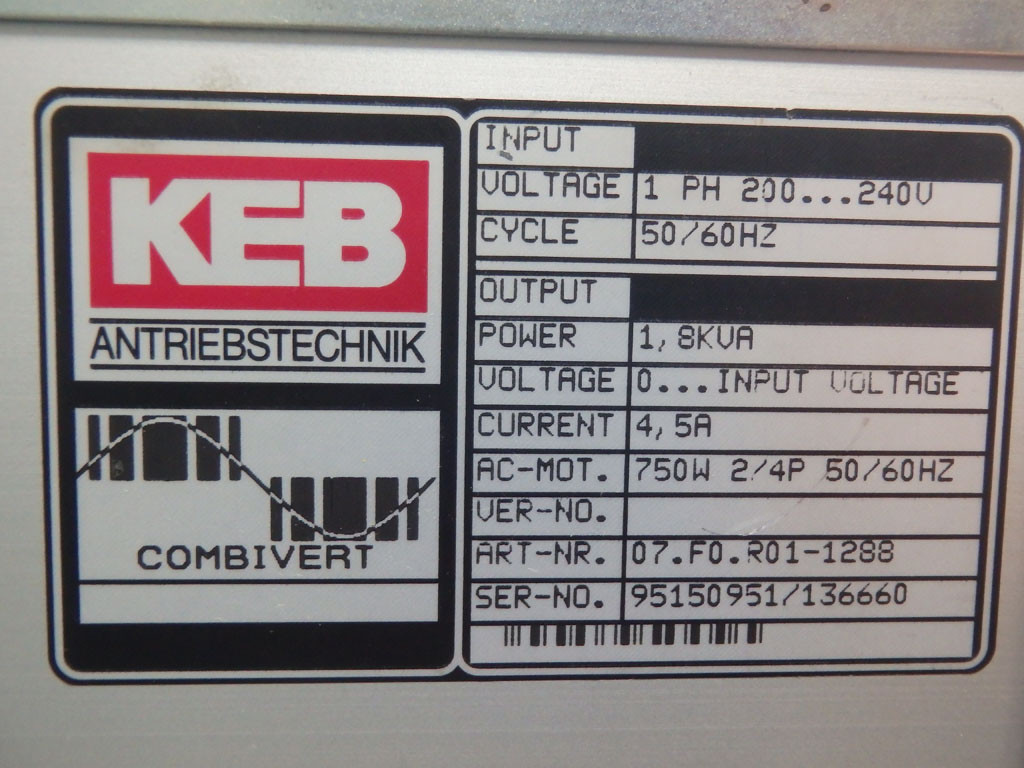 KEB
ANTRIEBSTECHNIK
COMBIVERT
INPUT
VOLTAGE 1 PH 200...240V
CYCLE 50/60HZ
OUTPUT
POWER 1,8KVA
VOLTAGE 0...INPUT VOLTAGE
CURRENT 4,5A
AC-MOT. 750W 2/4P 50/60HZ
VER-NO.
ART-NR. 07.F0.R01-1288
SER-NO. 95150951/136660